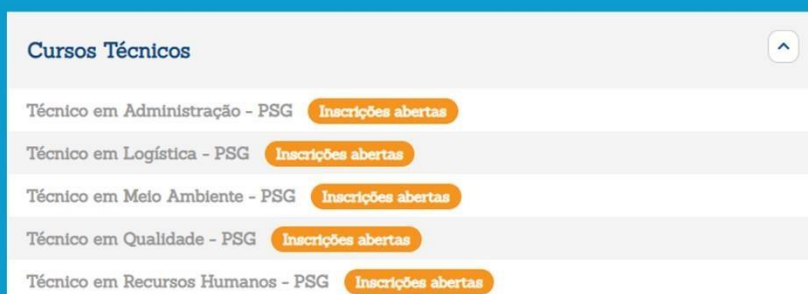 Cursos Técnicos
Técnico em Administração - PSG Inscrições abertas
Técnico em Logística - PSG Inscrições abertas
Técnico em Meio Ambiente - PSG Inscrições abertas
Técnico em Qualidade - PSG Inscrições abertas
Técnico em Recursos Humanos - PSG Inscrições abertas